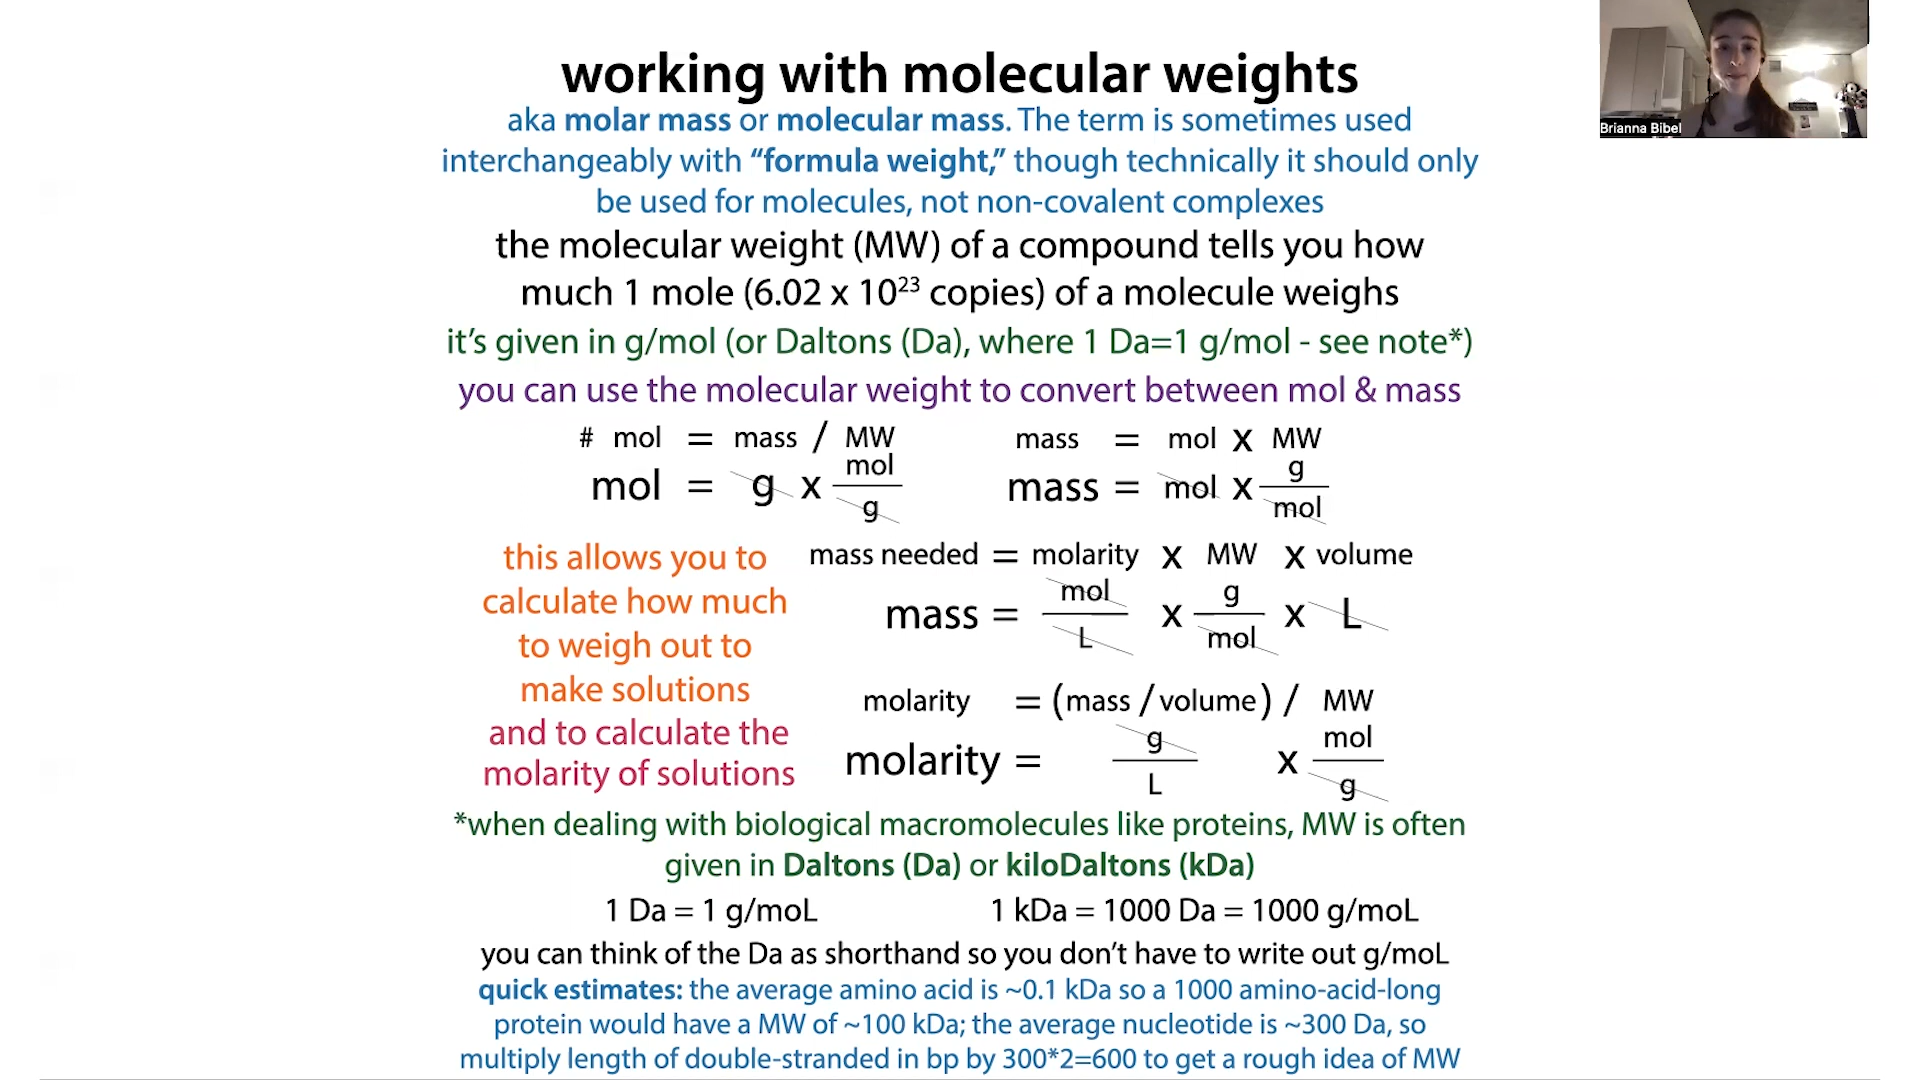 working with molecular weights
aka molar mass or molecular mass. The term is sometimes used
interchangeably with “formula weight,” though technically it should only
be used for molecules, not non-covalent complexes
the molecular weight (MW) of a compound tells you how
much 1 mole (6.02 x 10²³ copies) of a molecule weighs
it’s given in g/mol (or Daltons (Da), where 1 Da=1 g/mol - see note*)
you can use the molecular weight to convert between mol & mass
# mol = mass / MW
mol = g x mol / g
mass = mol x MW
mass = mol x g / mol
this allows you to
calculate how much
to weigh out to
make solutions
and to calculate the
molarity of solutions
mass needed = molarity x MW x volume
mass = mol / L x g / mol x L
molarity = (mass / volume) / MW
molarity = g / L x mol / g
*when dealing with biological macromolecules like proteins, MW is often
given in Daltons (Da) or kiloDaltons (kDa)
1 Da = 1 g/moL 1 kDa = 1000 Da = 1000 g/moL
you can think of the Da as shorthand so you don’t have to write out g/moL
quick estimates: the average amino acid is ~0.1 kDa so a 1000 amino-acid-long
protein would have a MW of ~100 kDa; the average nucleotide is ~300 Da, so
multiply length of double-stranded in bp by 300*2=600 to get a rough idea of MW
Brianna Bibel